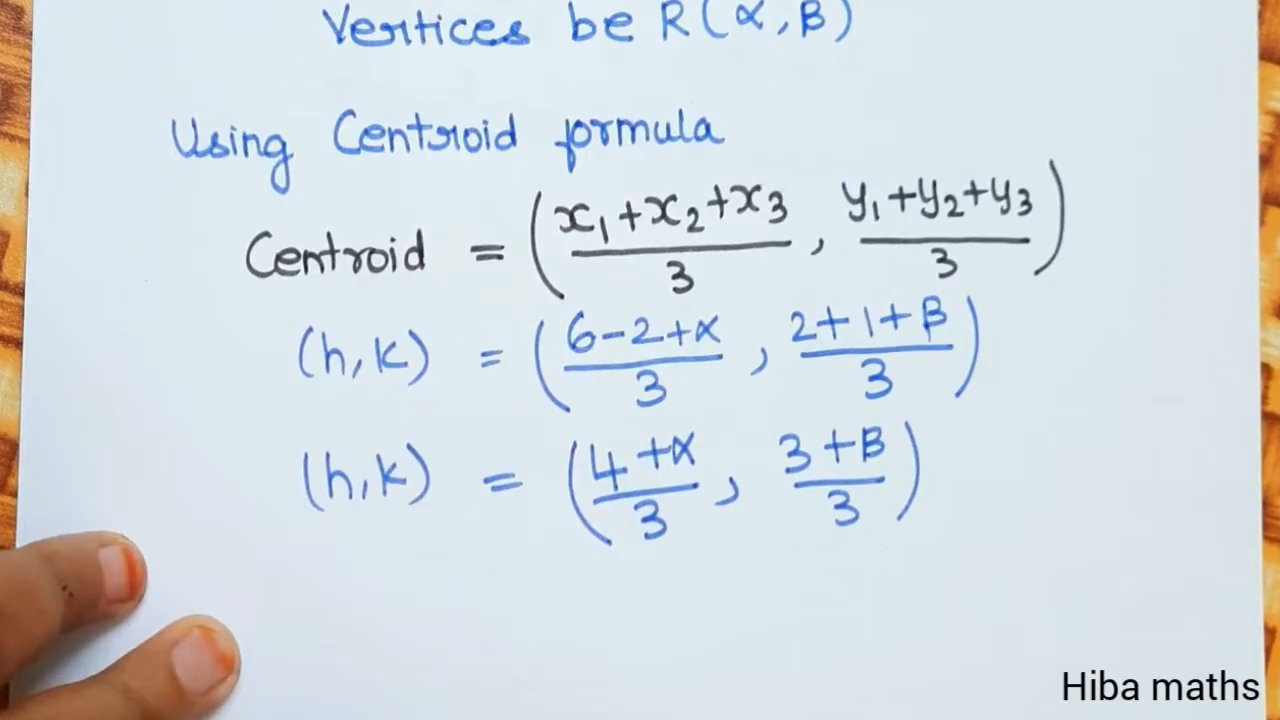 Vertices be R(α,β)
Using Centroid formula
Centroid = (x₁+x₂+x₃/3, y₁+y₂+y₃/3)
(h,k) = (6-2+α/3, 2+1+β/3)
(h,k) = (4+α/3, 3+β/3)
Hiba maths